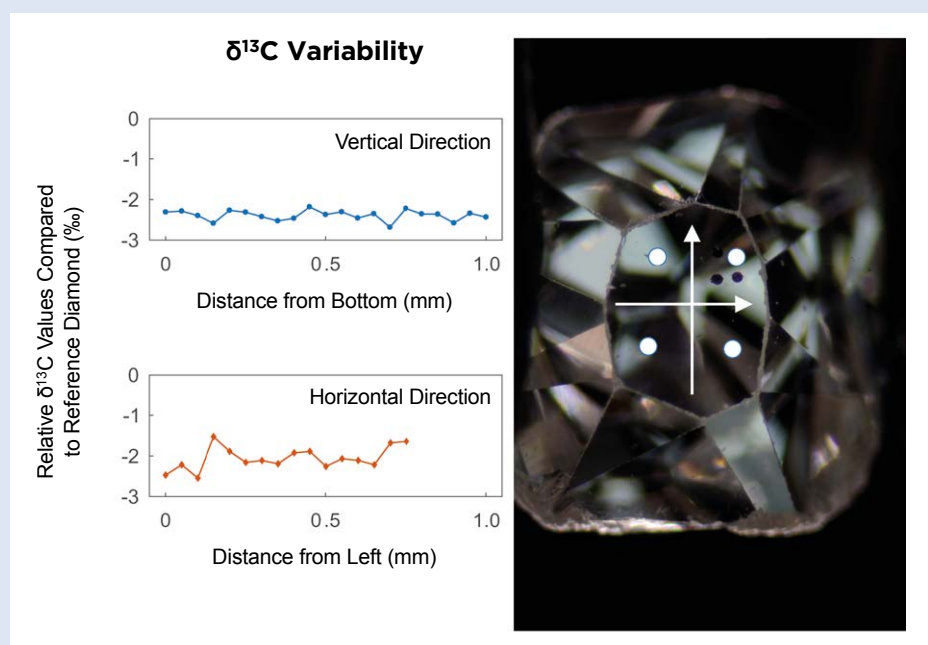 δ¹³C Variability
Relative δ¹³C Values Compared
to Reference Diamond (‰)
0
-1
-2
-3
Vertical Direction
0
0.5
1.0
Distance from Bottom (mm)
0
-1
-2
-3
Horizontal Direction
0
0.5
1.0
Distance from Left (mm)